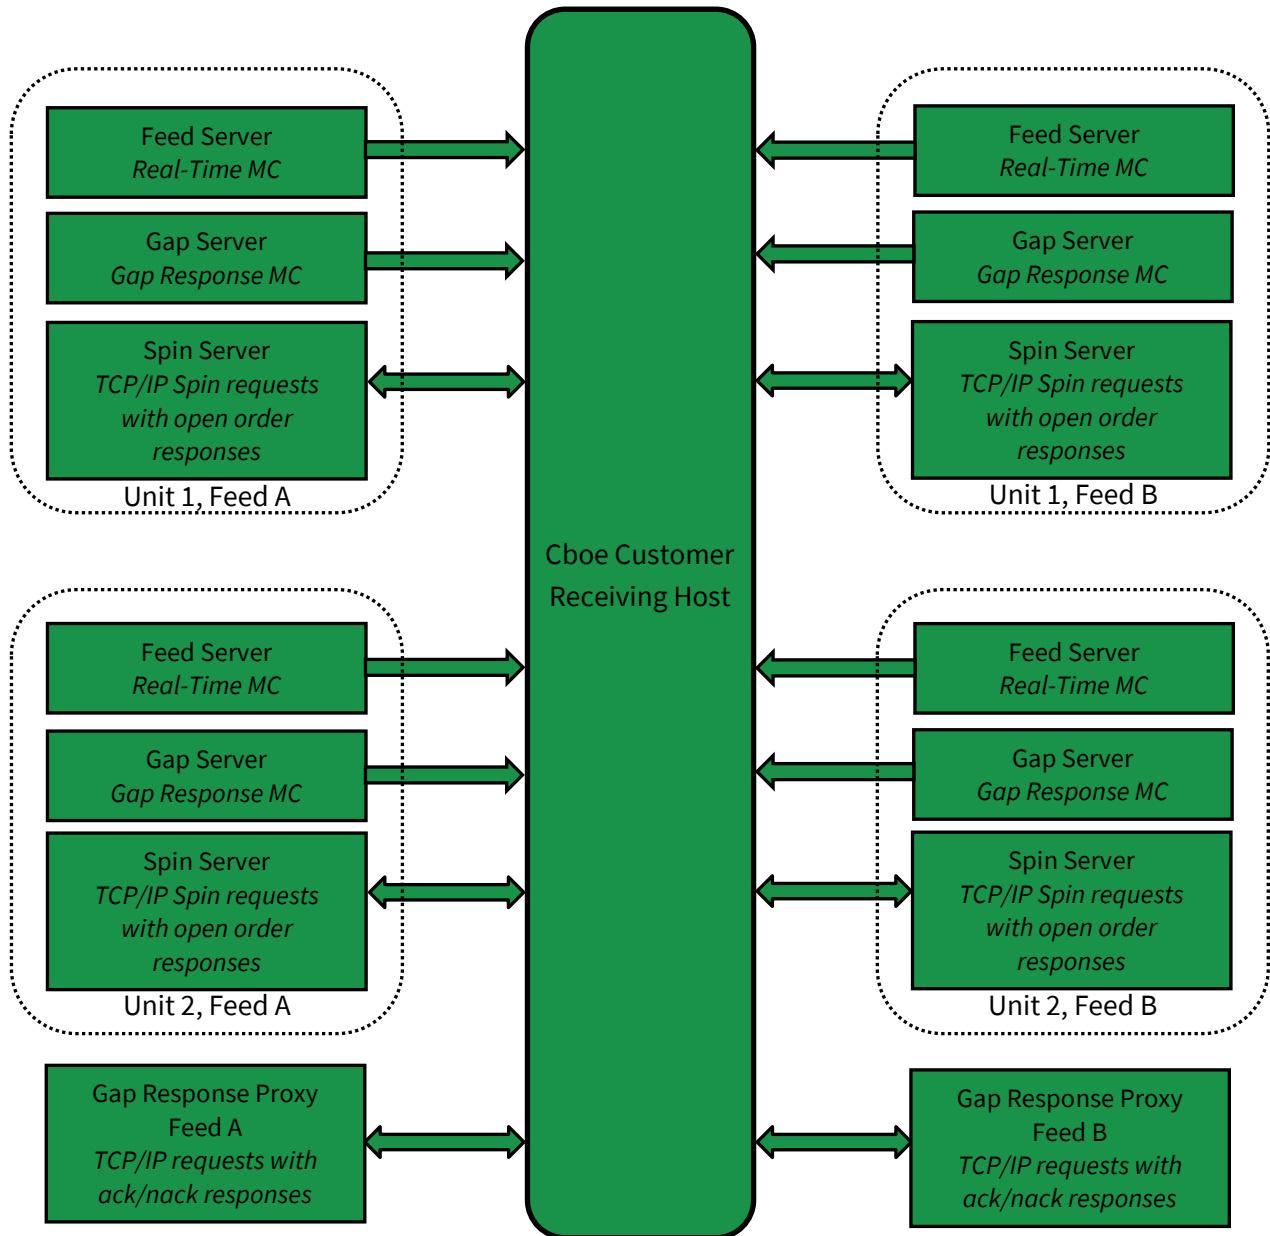 Feed Server
Real-Time MC
Gap Server
Gap Response MC
Spin Server
TCP/IP Spin requests
with open order
responses
Unit 1, Feed A
Feed Server
Real-Time MC
Gap Server
Gap Response MC
Spin Server
TCP/IP Spin requests
with open order
responses
Unit 1, Feed B
Cboe Customer
Receiving Host
Feed Server
Real-Time MC
Gap Server
Gap Response MC
Spin Server
TCP/IP Spin requests
with open order
responses
Unit 2, Feed A
Feed Server
Real-Time MC
Gap Server
Gap Response MC
Spin Server
TCP/IP Spin requests
with open order
responses
Unit 2, Feed B
Gap Response Proxy
Feed A
TCP/IP requests with
ack/nack responses
Gap Response Proxy
Feed B
TCP/IP requests with
ack/nack responses